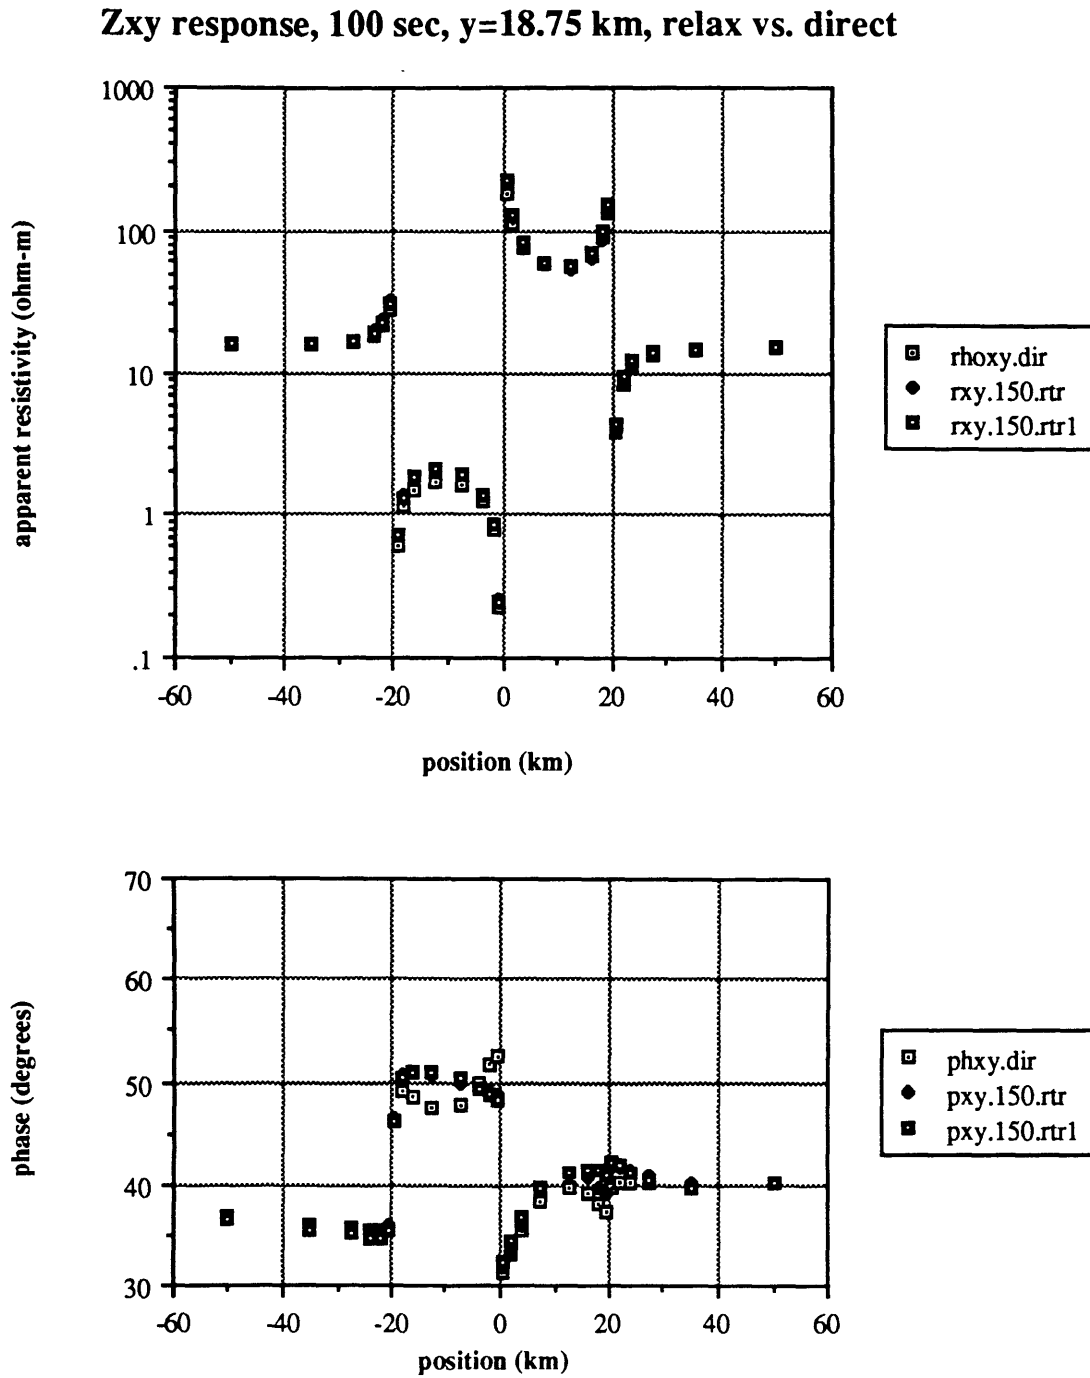 Zxy response, 100 sec, y=18.75 km, relax vs. direct
apparent resistivity (ohm-m)
1000
100
10
1
.1
-60 -40 -20 0 20 40 60
position (km)
rhoxy.dir
rxy.150.rtr
rxy.150.rtr1
phase (degrees)
70
60
50
40
30
-60 -40 -20 0 20 40 60
position (km)
phxy.dir
pxy.150.rtr
pxy.150.rtr1